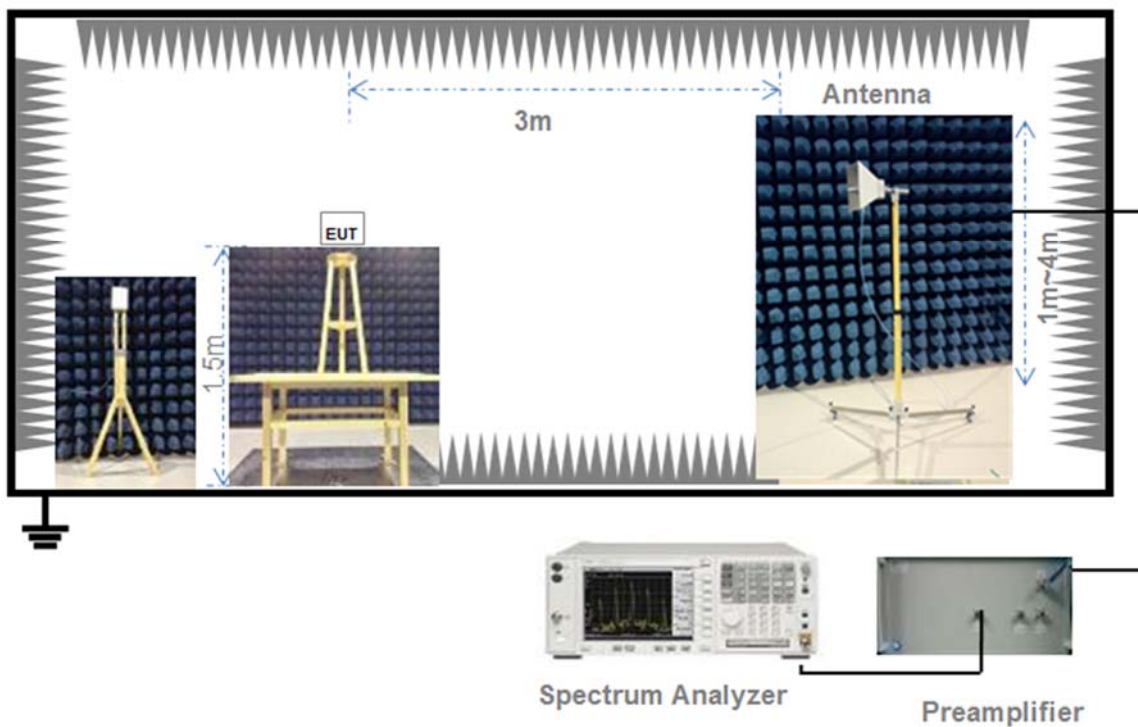 3m
Antenna
EUT
1.5m
1m~4m
Spectrum Analyzer
Preamplifier